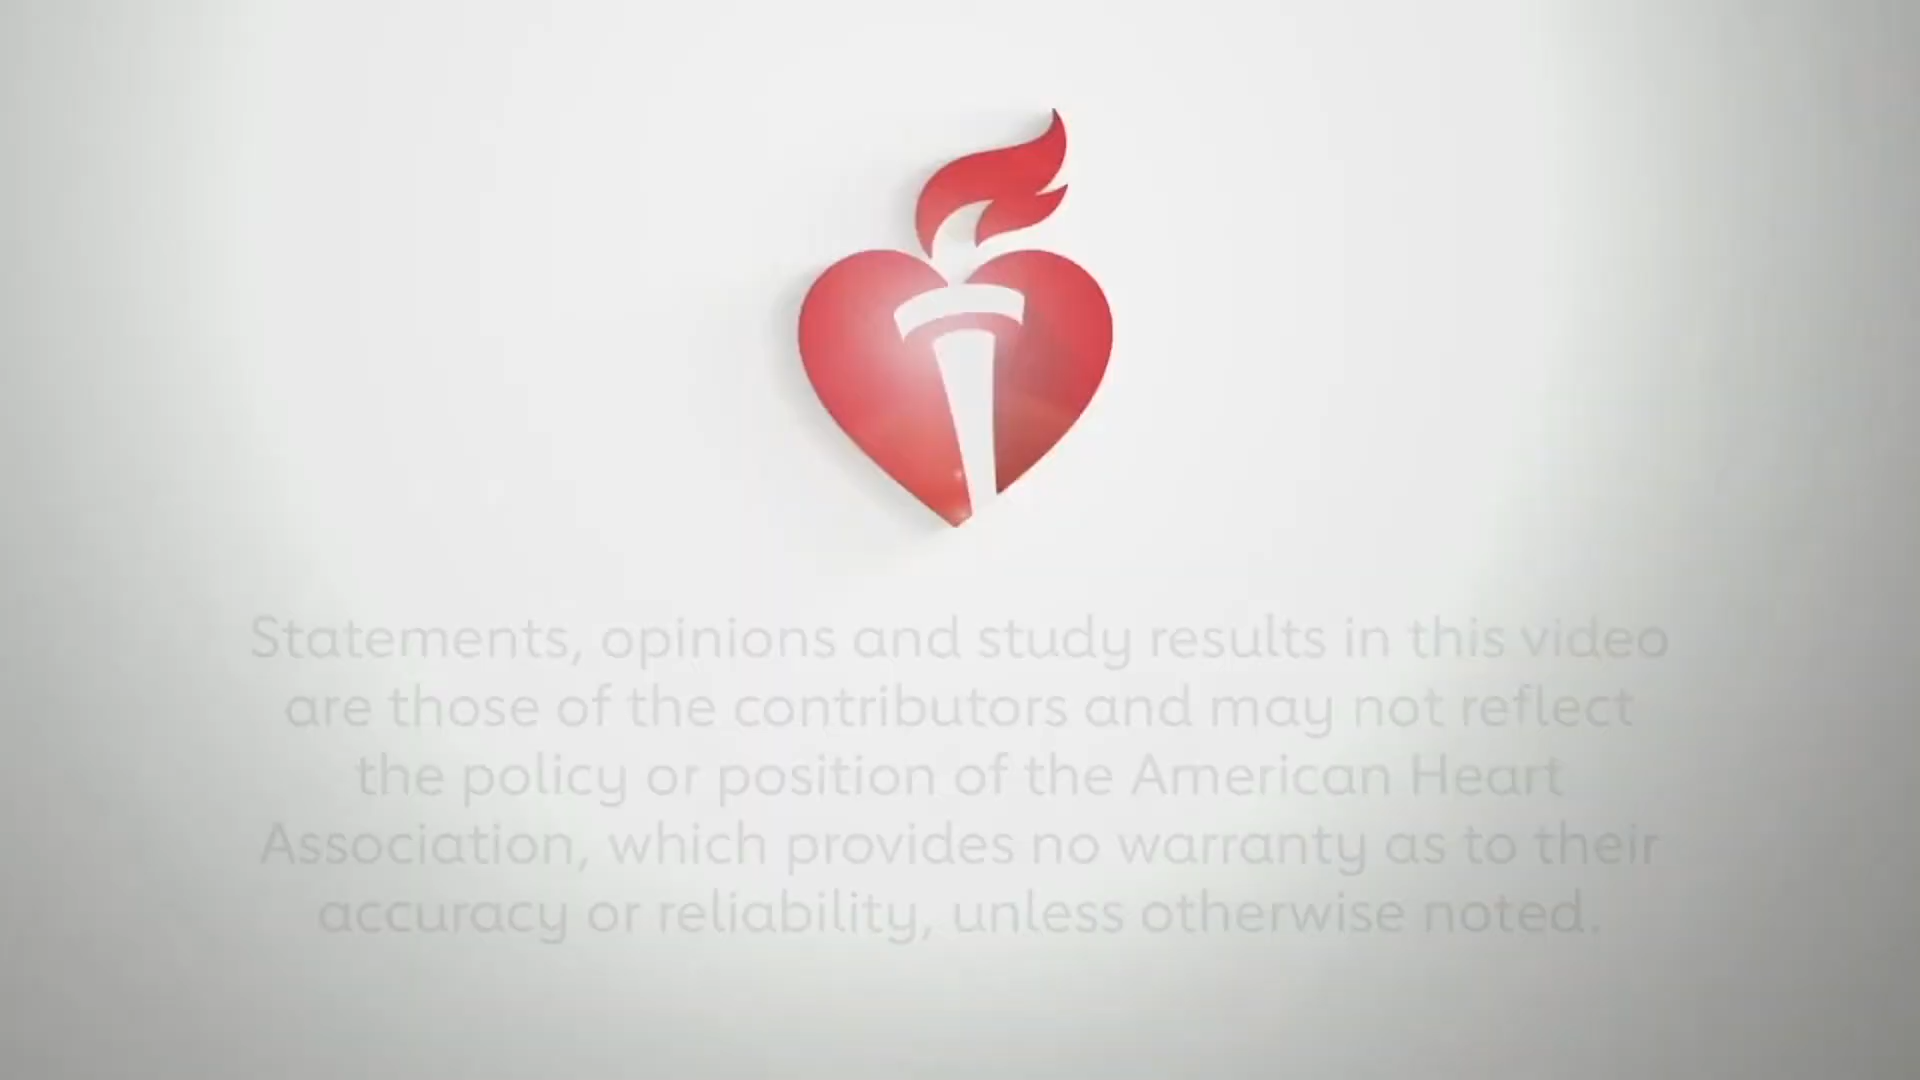 Statements, opinions and study results in this video
are those of the contributors and may not reflect
the policy or position of the American Heart
Association, which provides no warranty as to their
accuracy or reliability, unless otherwise noted.